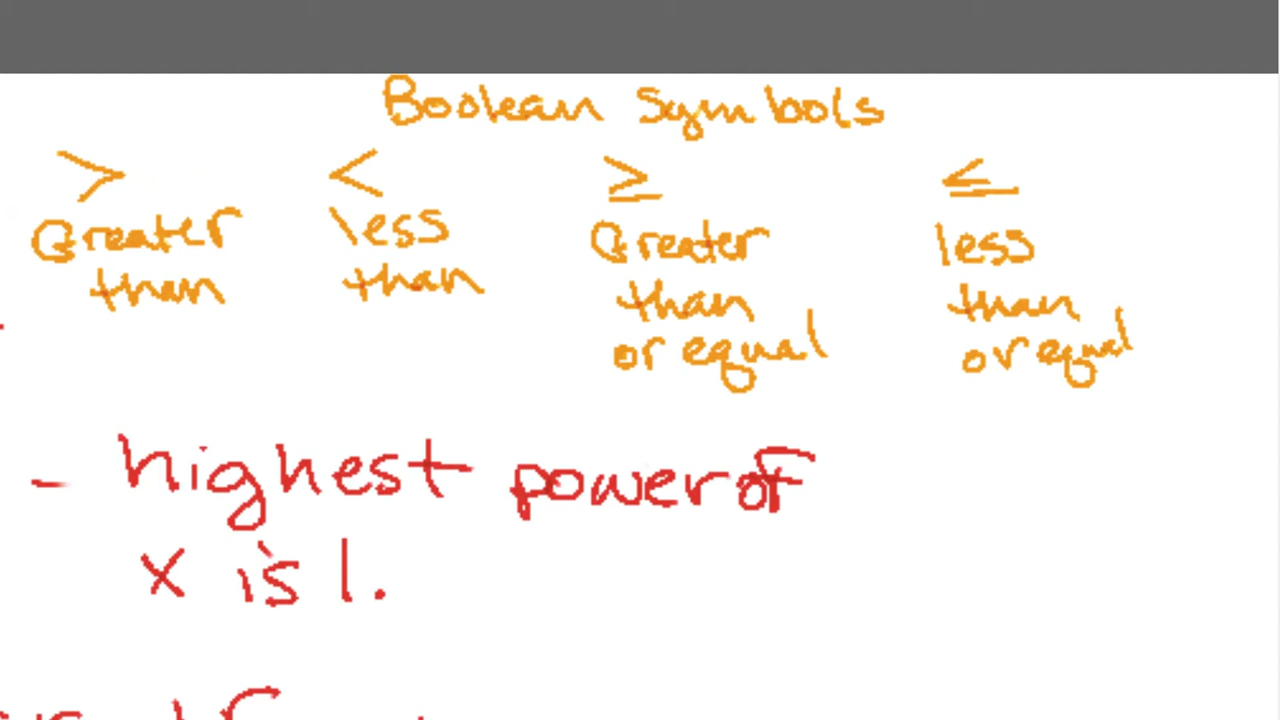 Boolean Symbols
> < ≥ ≤
Greater less Greater less
than than than than
or equal or equal
- highest power of
x is 1.